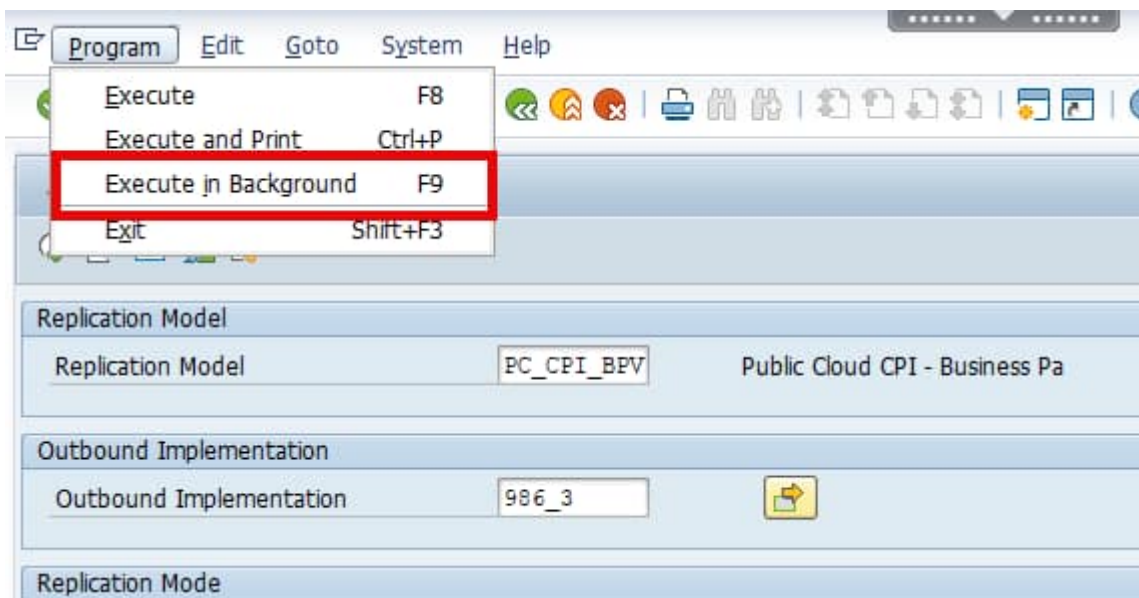 Program Edit Goto System Help
Execute F8
Execute and Print Ctrl+P
Execute in Background F9
Exit Shift+F3
Replication Model
Replication Model PC_CPI_BPV Public Cloud CPI - Business Pa
Outbound Implementation
Outbound Implementation 986_3
Replication Mode